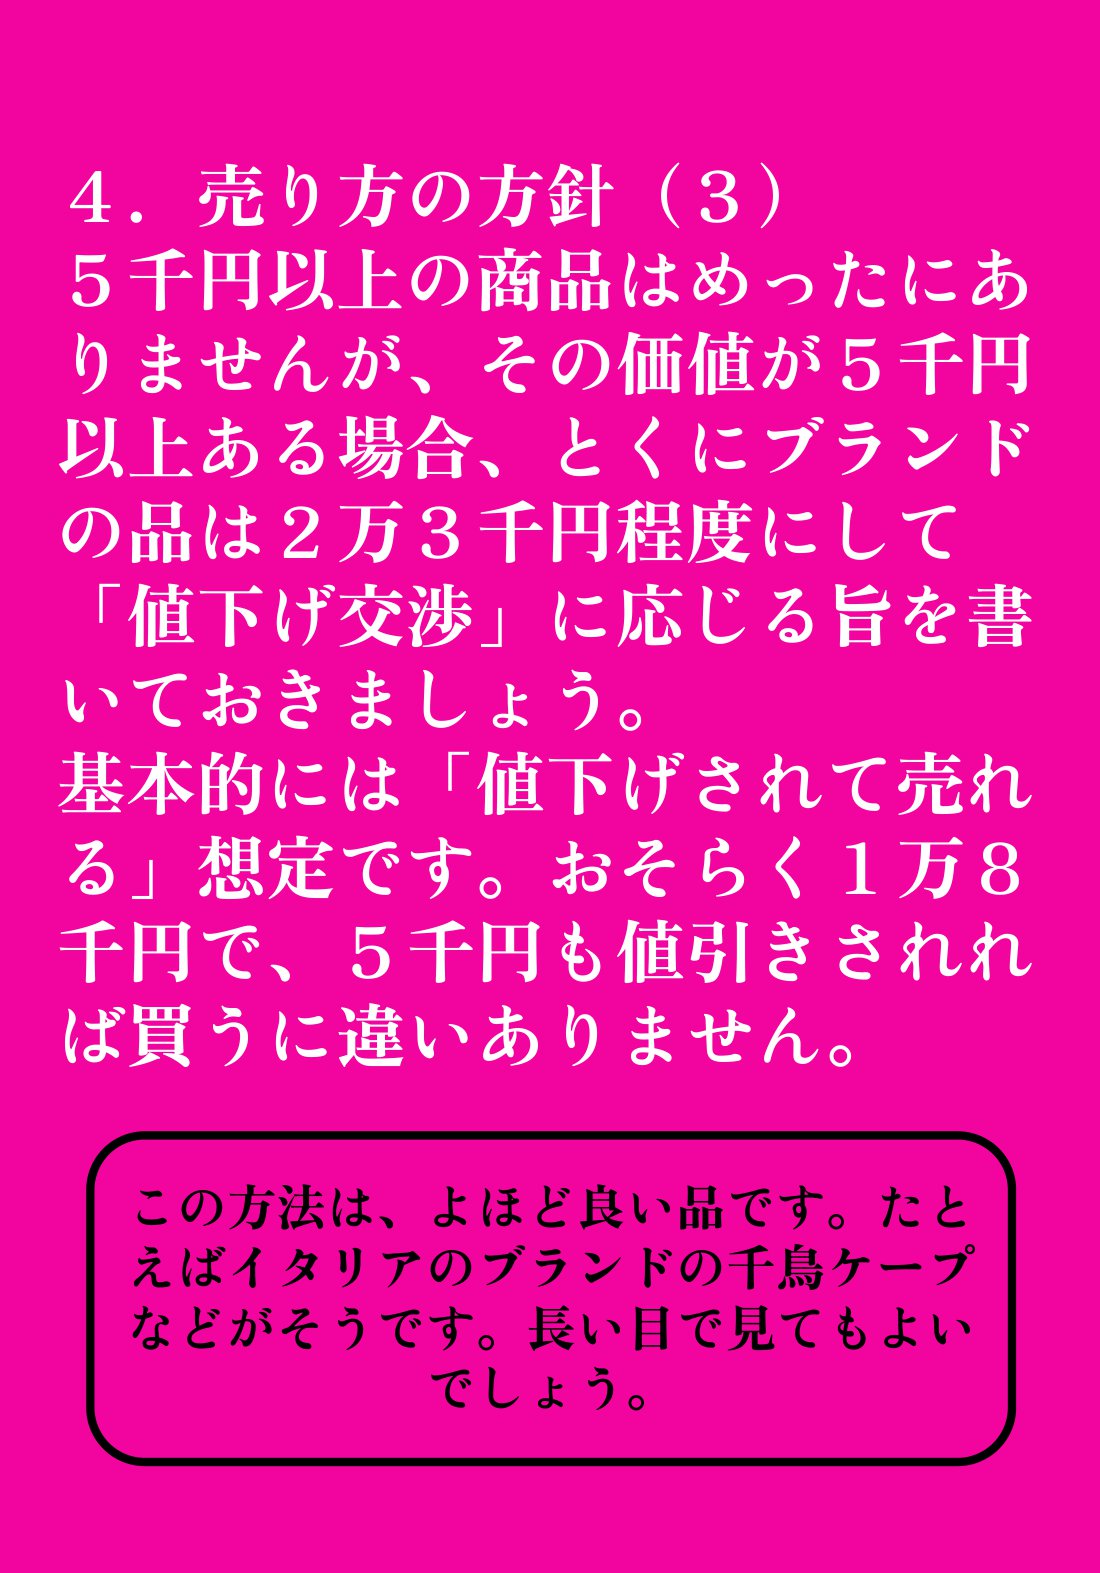 ４．売り方の方針（３）
５千円以上の商品はめったにあ
りませんが、その価値が５千円
以上ある場合、とくにブランド
の品は２万３千円程度にして
「値下げ交渉」に応じる旨を書
いておきましょう。
基本的には「値下げされて売れ
る」想定です。おそらく１万８
千円で、５千円も値引きされれ
ば買うに違いありません。
この方法は、よほど良い品です。たと
えばイタリアのブランドの千鳥ケープ
などがそうです。長い目で見てもよい
でしょう。